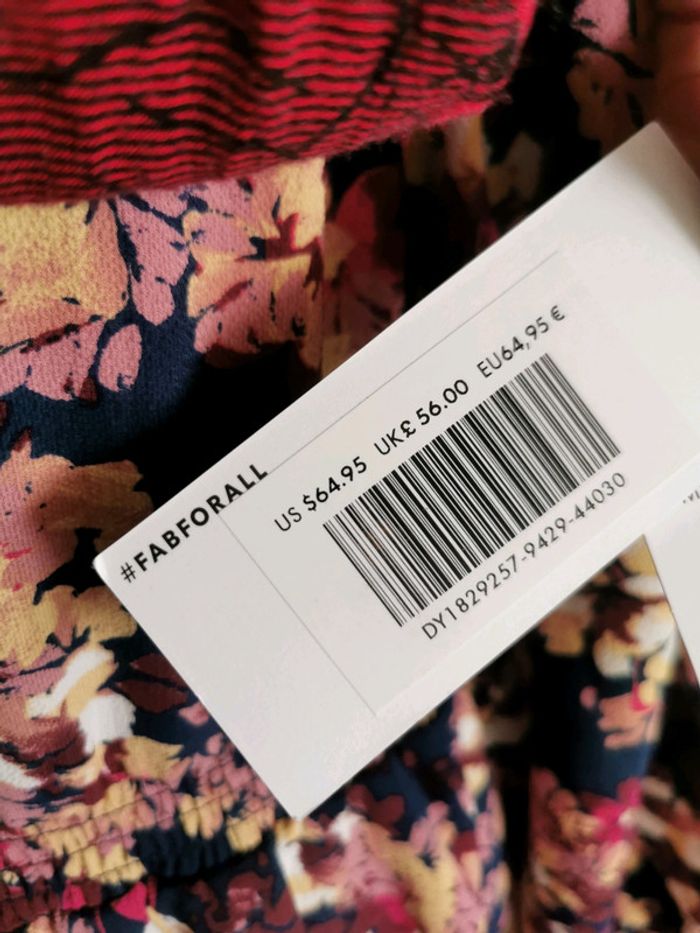 #FABFORALL
US $64.95 UK£ 56.00 EU64,95 €
DY1829257-9429-44030